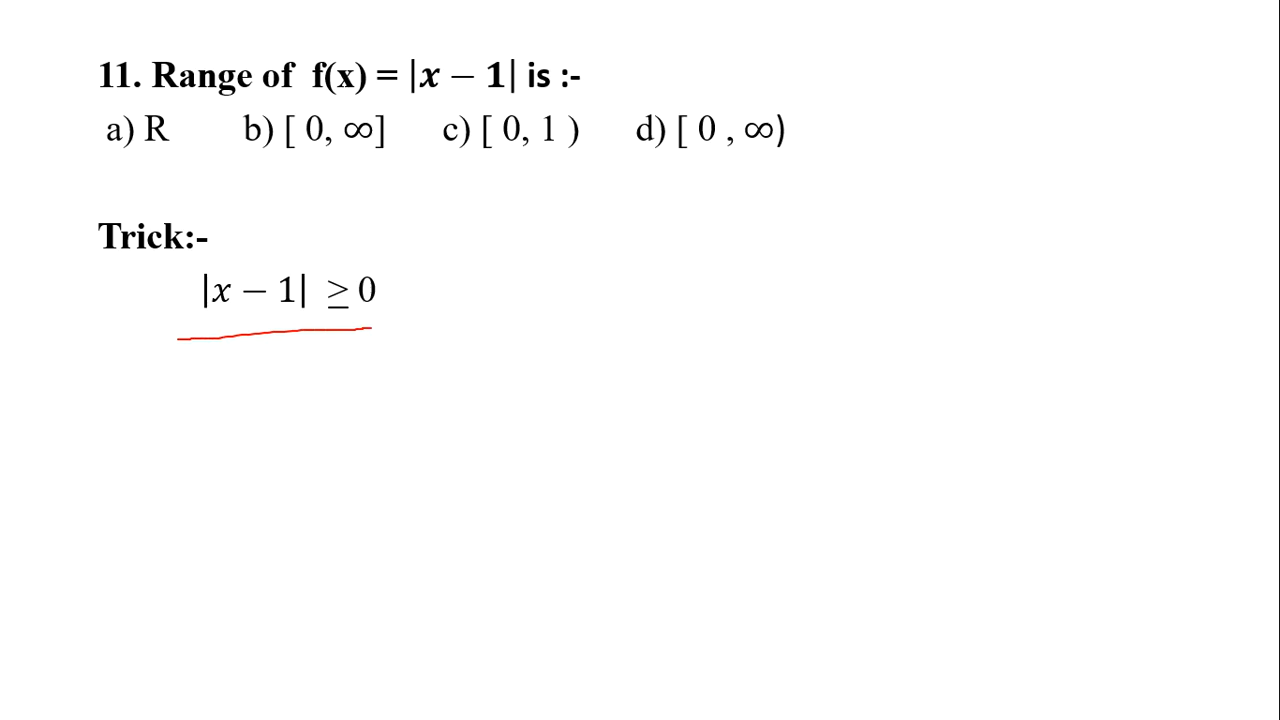 11. Range of f(x) = |x − 1| is :-
a) R b) [ 0, ∞] c) [ 0, 1 ) d) [ 0 , ∞)
Trick:-
|x − 1| ≥ 0